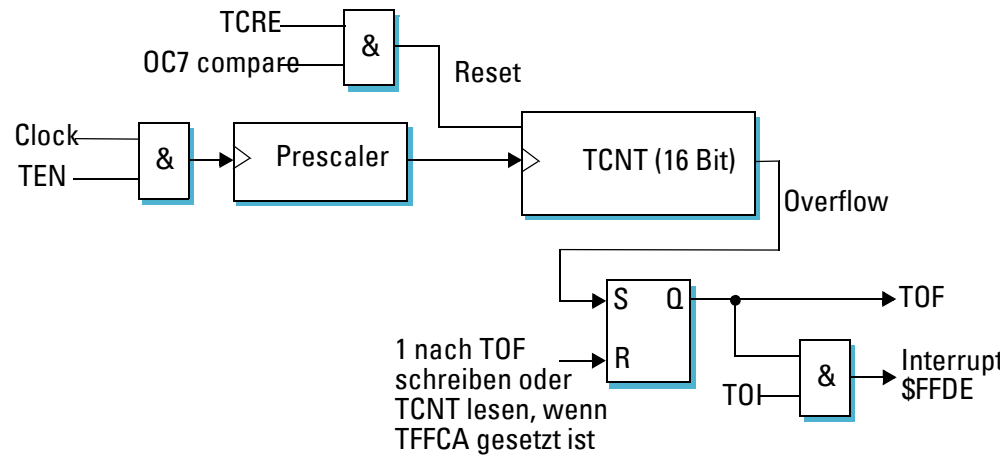 TCRE
&
OC7 compare
Reset
Clock
TEN
&
Prescaler
TCNT (16 Bit)
Overflow
S
Q
TOF
R
1 nach TOF
schreiben oder
TCNT lesen, wenn
TFFCA gesetzt ist
TOI
&
Interrupt
$FFDE